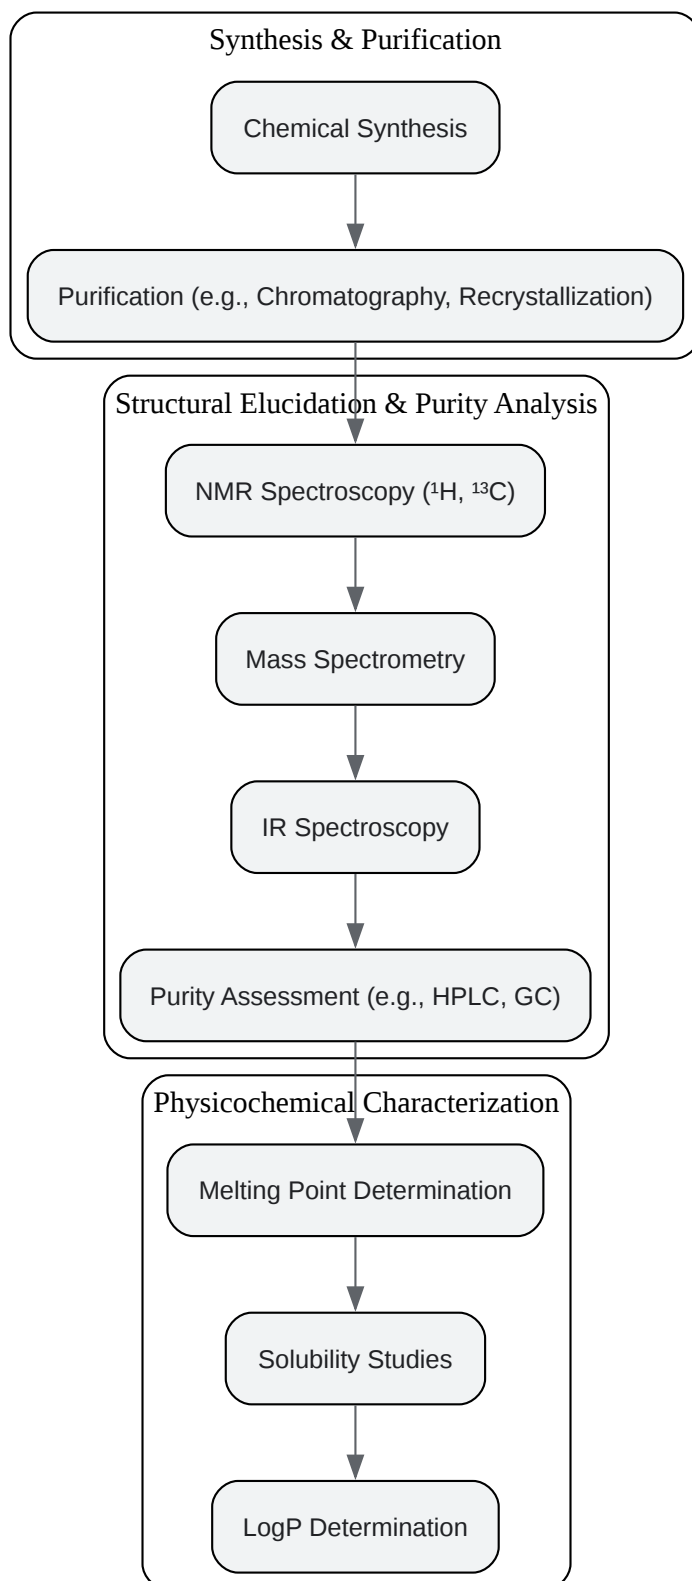 Synthesis & Purification
Chemical Synthesis
Purification (e.g., Chromatography, Recrystallization)
Structural Elucidation & Purity Analysis
NMR Spectroscopy (¹H, ¹³C)
Mass Spectrometry
IR Spectroscopy
Purity Assessment (e.g., HPLC, GC)
Physicochemical Characterization
Melting Point Determination
Solubility Studies
LogP Determination